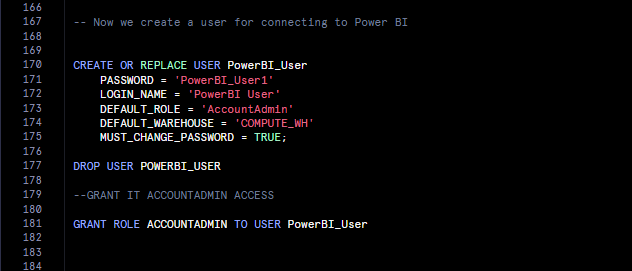 166
167 -- Now we create a user for connecting to Power BI
168
169
170 CREATE OR REPLACE USER PowerBI_User
171 PASSWORD = 'PowerBI_User1'
172 LOGIN_NAME = 'PowerBI User'
173 DEFAULT_ROLE = 'AccountAdmin'
174 DEFAULT_WAREHOUSE = 'COMPUTE_WH'
175 MUST_CHANGE_PASSWORD = TRUE;
176
177 DROP USER POWERBI_USER
178
179 --GRANT IT ACCOUNTADMIN ACCESS
180
181 GRANT ROLE ACCOUNTADMIN TO USER PowerBI_User
182
183
184